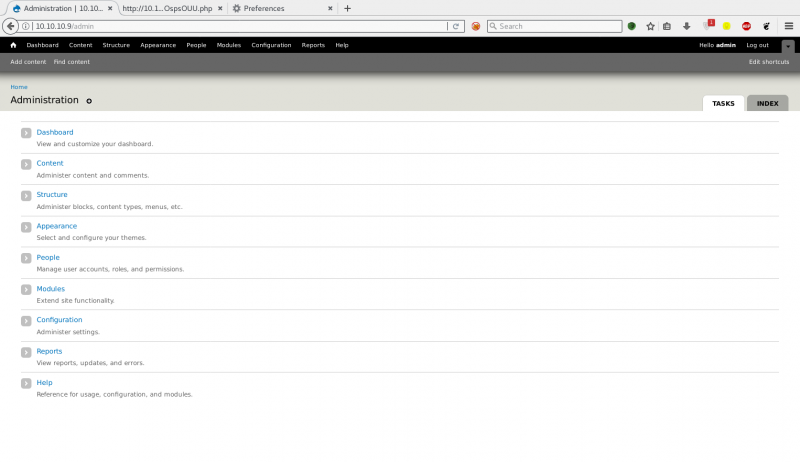 Administration | 10.10... http://10.1...OspsOUU.php Preferences
10.10.10.9/admin Search 1 ABP
Dashboard Content Structure Appearance People Modules Configuration Reports Help Hello admin Log out
Add content Find content Edit shortcuts
Home
Administration TASKS INDEX
Dashboard
View and customize your dashboard.
Content
Administer content and comments.
Structure
Administer blocks, content types, menus, etc.
Appearance
Select and configure your themes.
People
Manage user accounts, roles, and permissions.
Modules
Extend site functionality.
Configuration
Administer settings.
Reports
View reports, updates, and errors.
Help
Reference for usage, configuration, and modules.